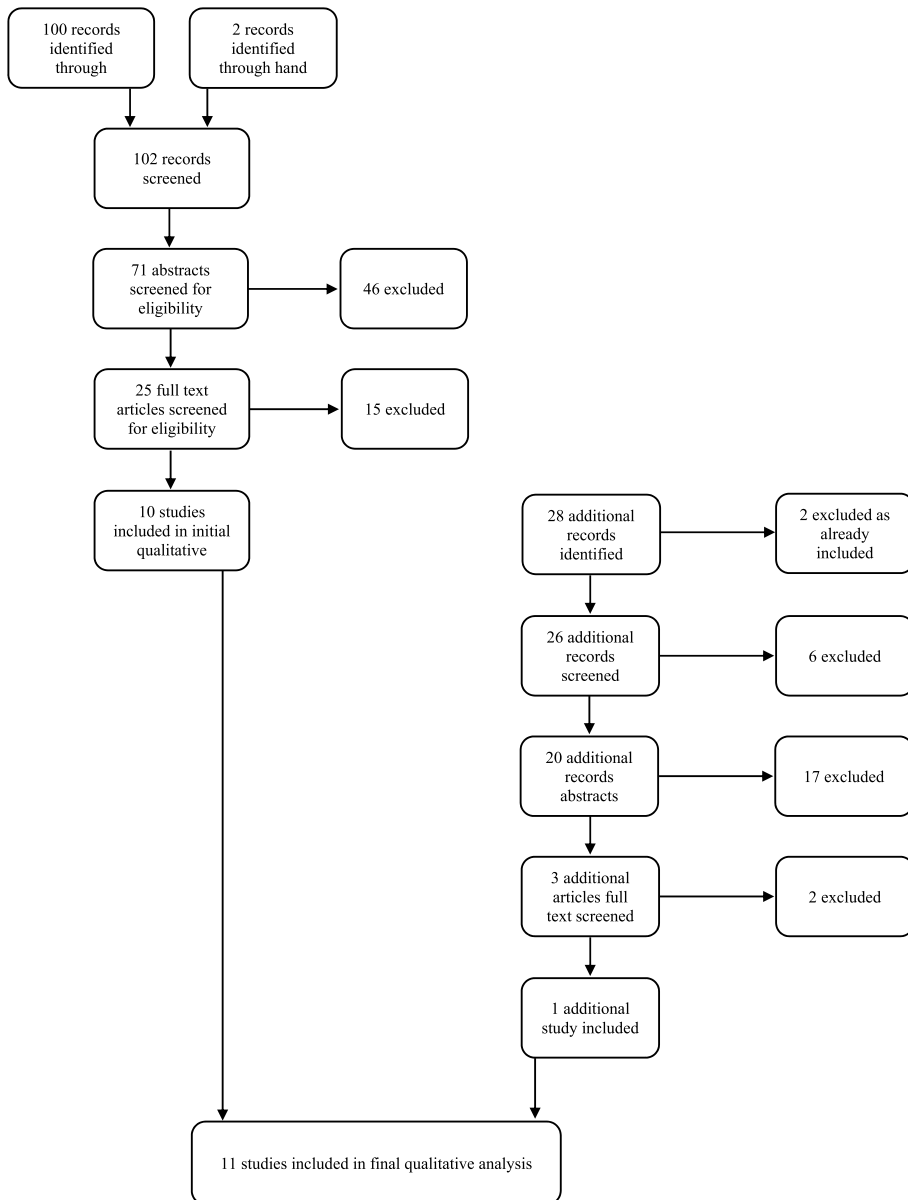 100 records
identified
through
2 records
identified
through hand
102 records
screened
71 abstracts
screened for
eligibility
46 excluded
25 full text
articles screened
for eligibility
15 excluded
10 studies
included in initial
qualitative
28 additional
records
identified
2 excluded as
already
included
26 additional
records
screened
6 excluded
20 additional
records
abstracts
17 excluded
3 additional
articles full
text screened
2 excluded
1 additional
study included
11 studies included in final qualitative analysis